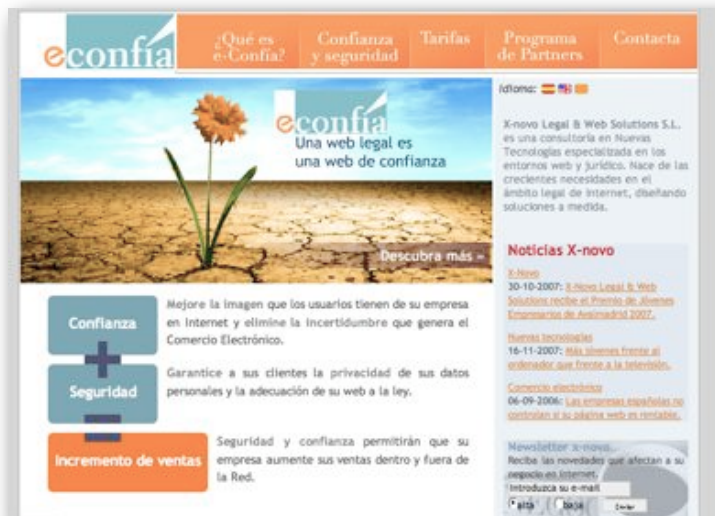 econfía
¿Qué es
e-Confía?
Confianza
y seguridad
Tarifas
Programa
de Partners
Contacta
econfía
Una web legal es
una web de confianza
Descubra más »
Idioma:
X-novo Legal & Web Solutions S.L.
es una consultoría en Nuevas
Tecnologías especializada en los
entornos web y jurídico. Nace de las
crecientes necesidades en el
ámbito legal de Internet, diseñando
soluciones a medida.
Noticias X-novo
X-Novo
30-10-2007: X-Novo Legal & Web
Solutions recibe el Premio de Jóvenes
Empresarios de Avalmadrid 2007.
Nuevas tecnologías
16-11-2007: Más jóvenes frente al
ordenador que frente a la televisión.
Comercio electrónico
06-09-2006: Las empresas españolas no
controlan si su página web es rentable.
Newsletter x-novo
Reciba las novedades que afectan a su
negocio en Internet.
Introduzca su e-mail
alta baja Enviar
Confianza
+
Seguridad
=
Incremento de ventas
Mejore la imagen que los usuarios tienen de su empresa
en Internet y elimine la incertidumbre que genera el
Comercio Electrónico.
Garantice a sus clientes la privacidad de sus datos
personales y la adecuación de su web a la ley.
Seguridad y confianza permitirán que su
empresa aumente sus ventas dentro y fuera de
la Red.